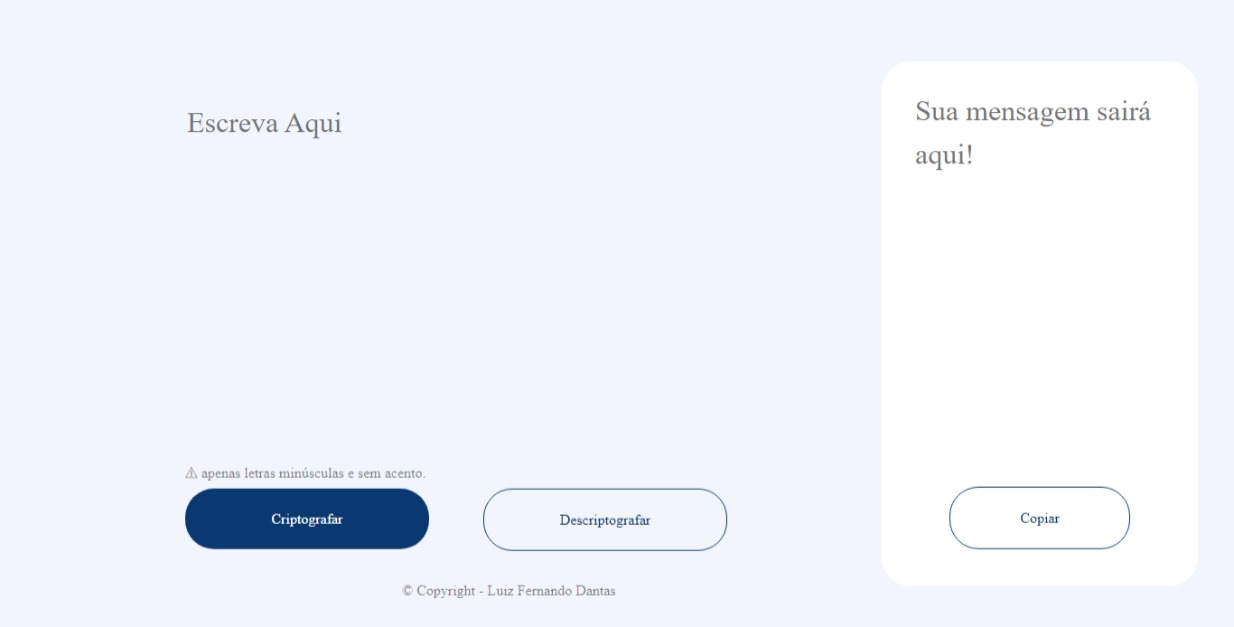 Escreva Aqui
⚠ apenas letras minúsculas e sem acento.
Criptografar
Descriptografar
© Copyright - Luiz Fernando Dantas
Sua mensagem sairá
aqui!
Copiar